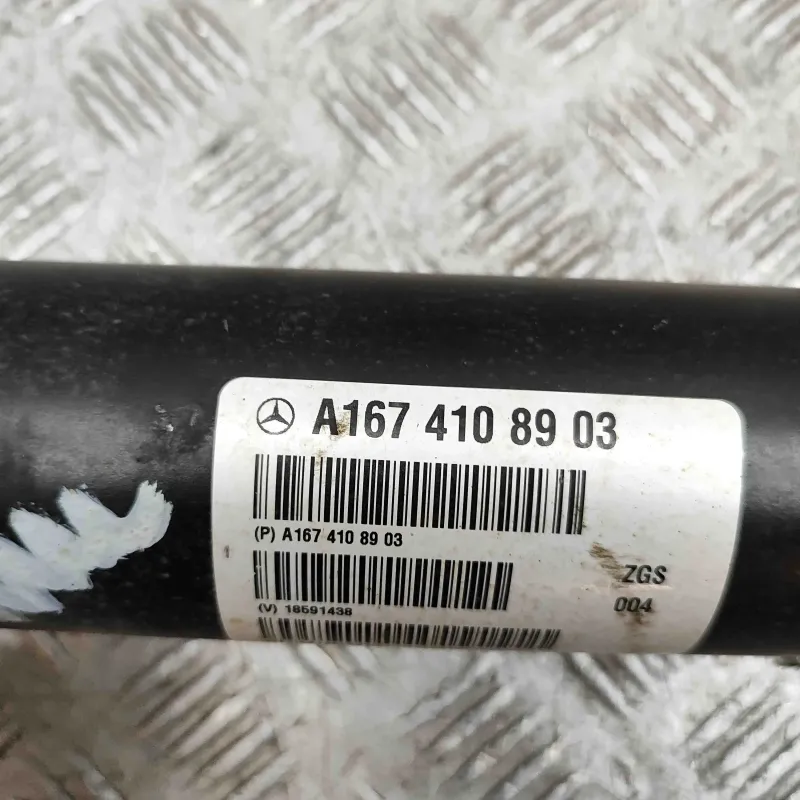 A167 410 89 03
(P) A167 410 89 03
ZGS
004
(V) 18591438